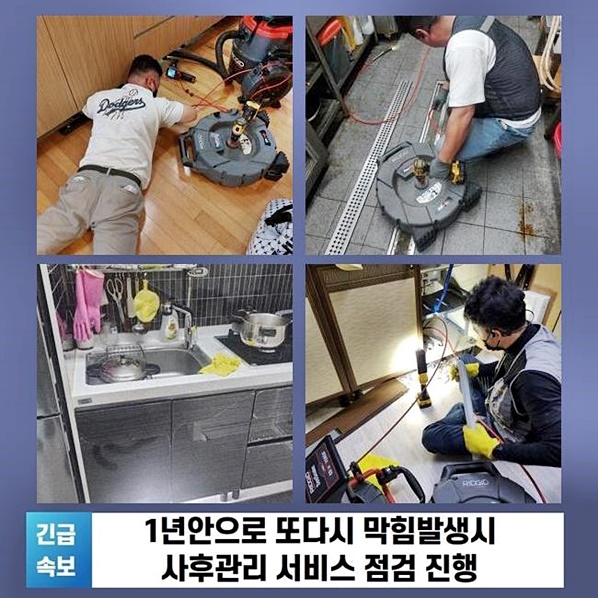 Dodgers
RIDGID
RIDGID
긴급
속보
1년안으로 또다시 막힘발생시
사후관리 서비스 점검 진행